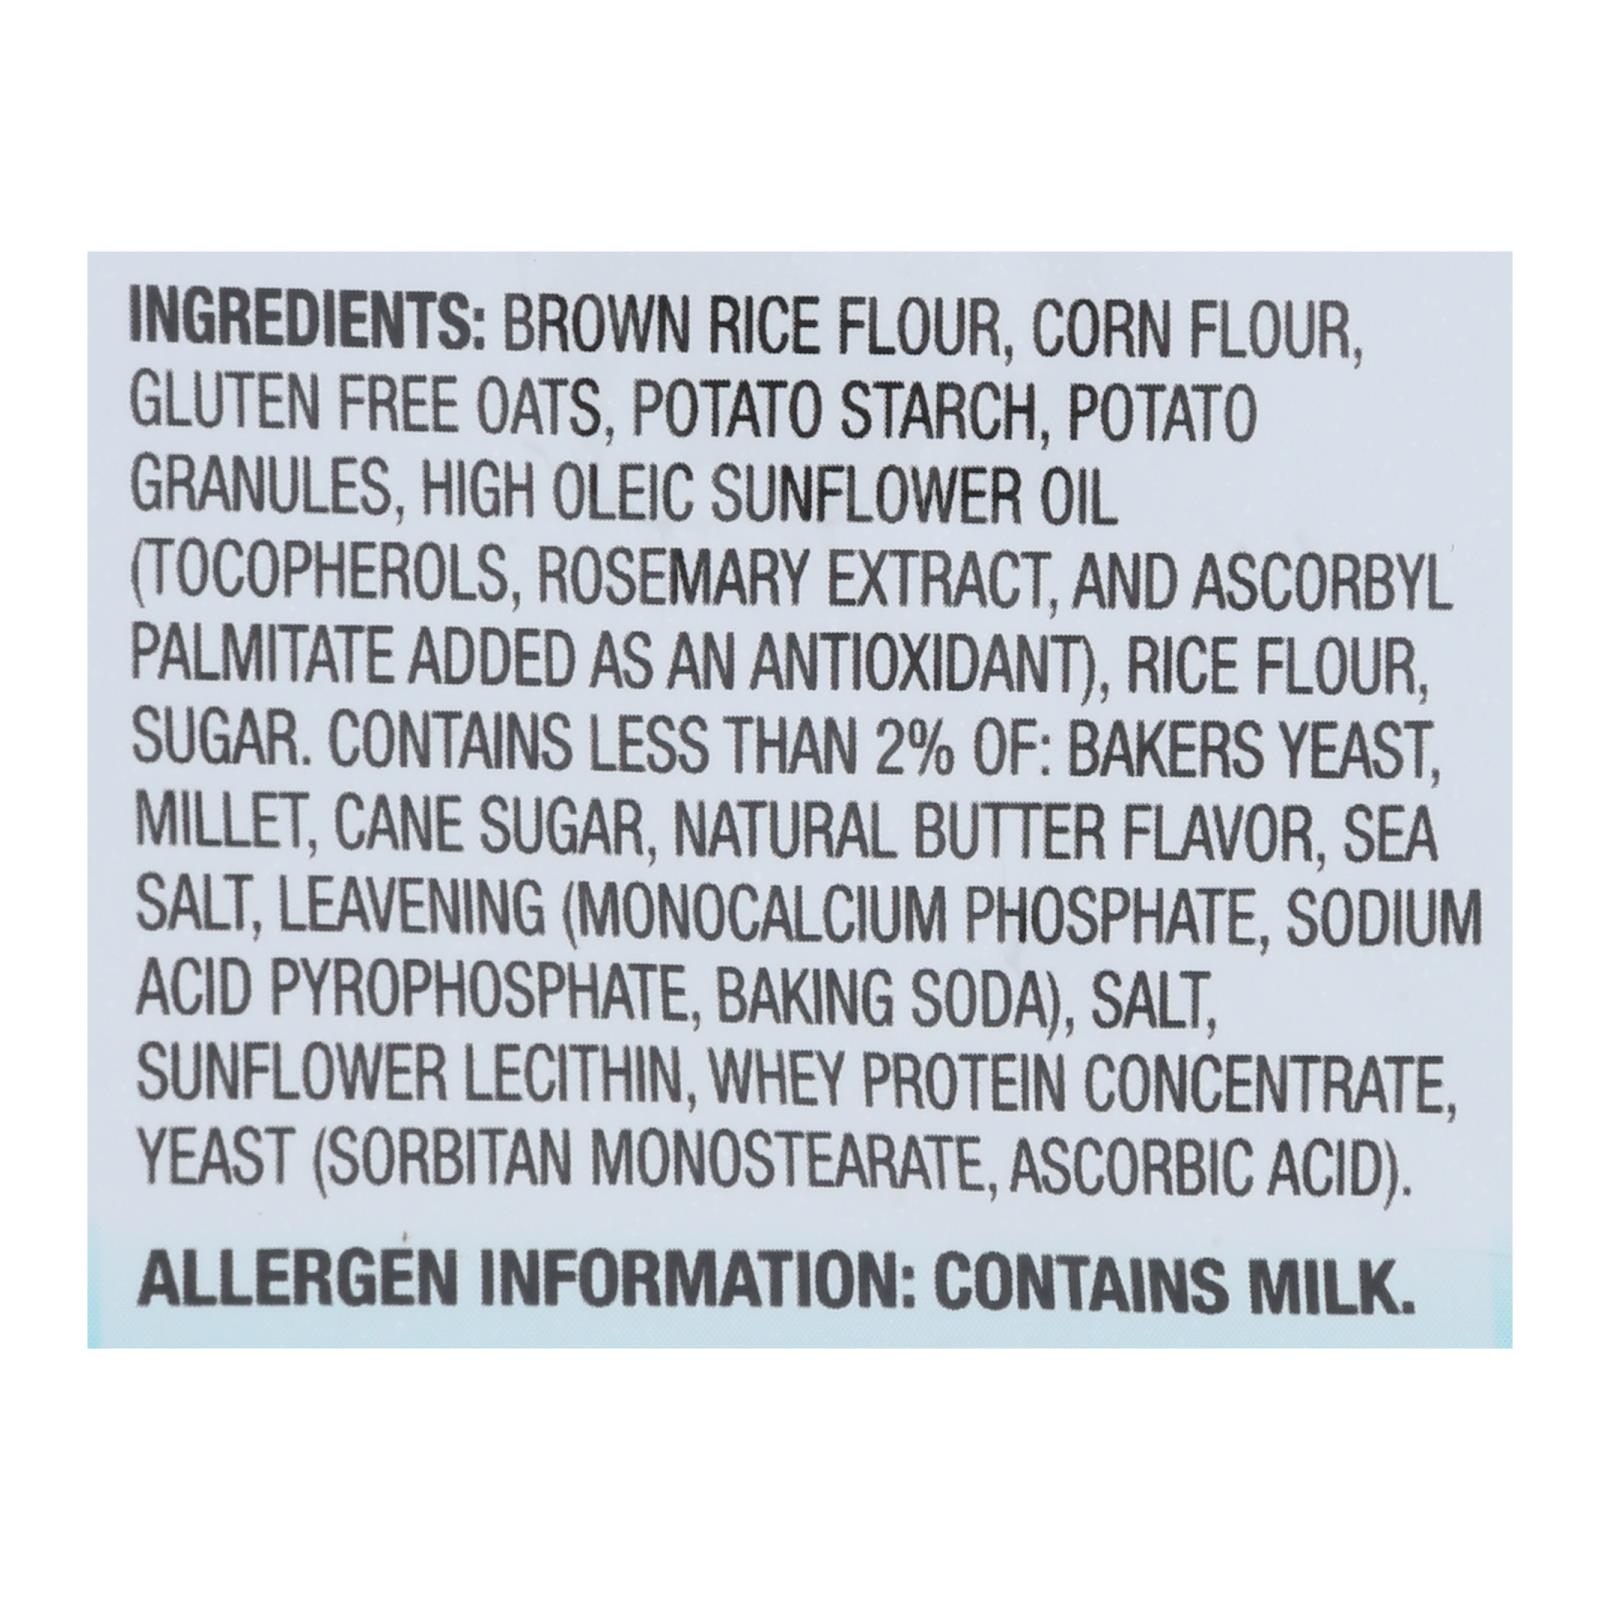 INGREDIENTS: BROWN RICE FLOUR, CORN FLOUR,
GLUTEN FREE OATS, POTATO STARCH, POTATO
GRANULES, HIGH OLEIC SUNFLOWER OIL
(TOCOPHEROLS, ROSEMARY EXTRACT, AND ASCORBYL
PALMITATE ADDED AS AN ANTIOXIDANT), RICE FLOUR,
SUGAR. CONTAINS LESS THAN 2% OF: BAKERS YEAST,
MILLET, CANE SUGAR, NATURAL BUTTER FLAVOR, SEA
SALT, LEAVENING (MONOCALCIUM PHOSPHATE, SODIUM
ACID PYROPHOSPHATE, BAKING SODA), SALT,
SUNFLOWER LECITHIN, WHEY PROTEIN CONCENTRATE,
YEAST (SORBITAN MONOSTEARATE, ASCORBIC ACID).
ALLERGEN INFORMATION: CONTAINS MILK.